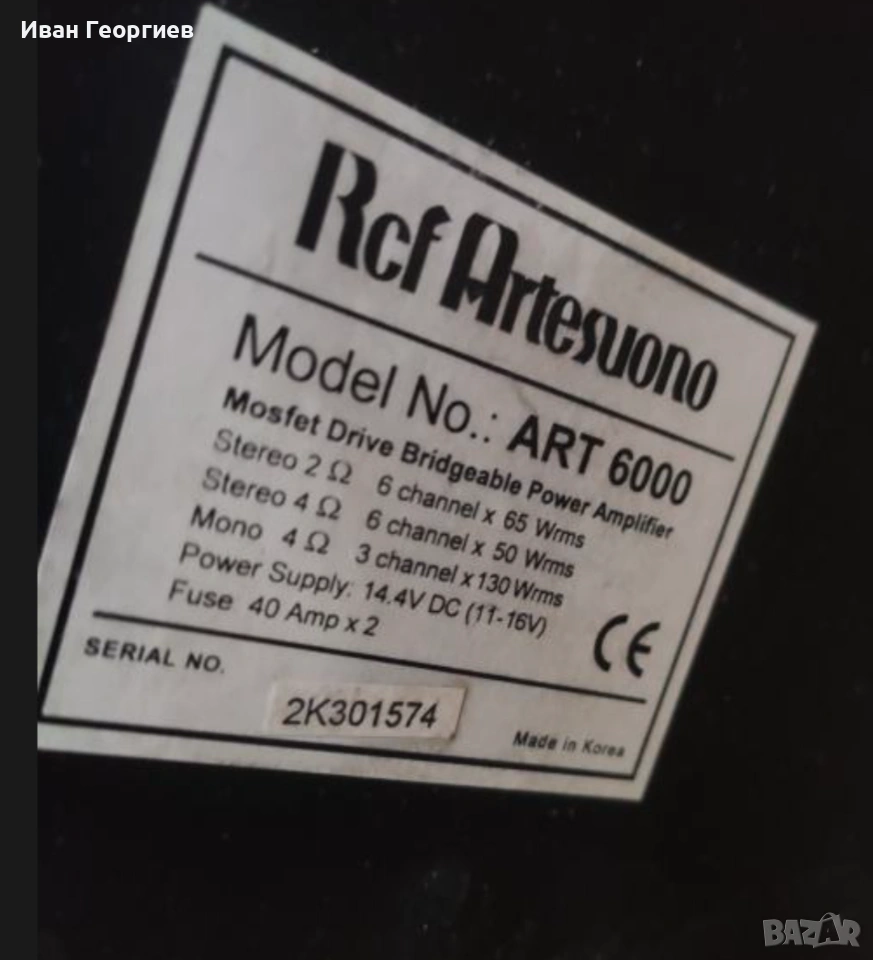 Иван Георгиев
Rcf Artesuono
Model No.: ART 6000
Mosfet Drive Bridgeable Power Amplifier
Stereo 2 Ω 6 channel x 65 Wrms
Stereo 4 Ω 6 channel x 50 Wrms
Mono 4 Ω 3 channel x 130 Wrms
Power Supply: 14.4V DC (11-16V)
Fuse 40 Amp x 2
CE
SERIAL NO.
2K301574
Made in Korea
BAZAR